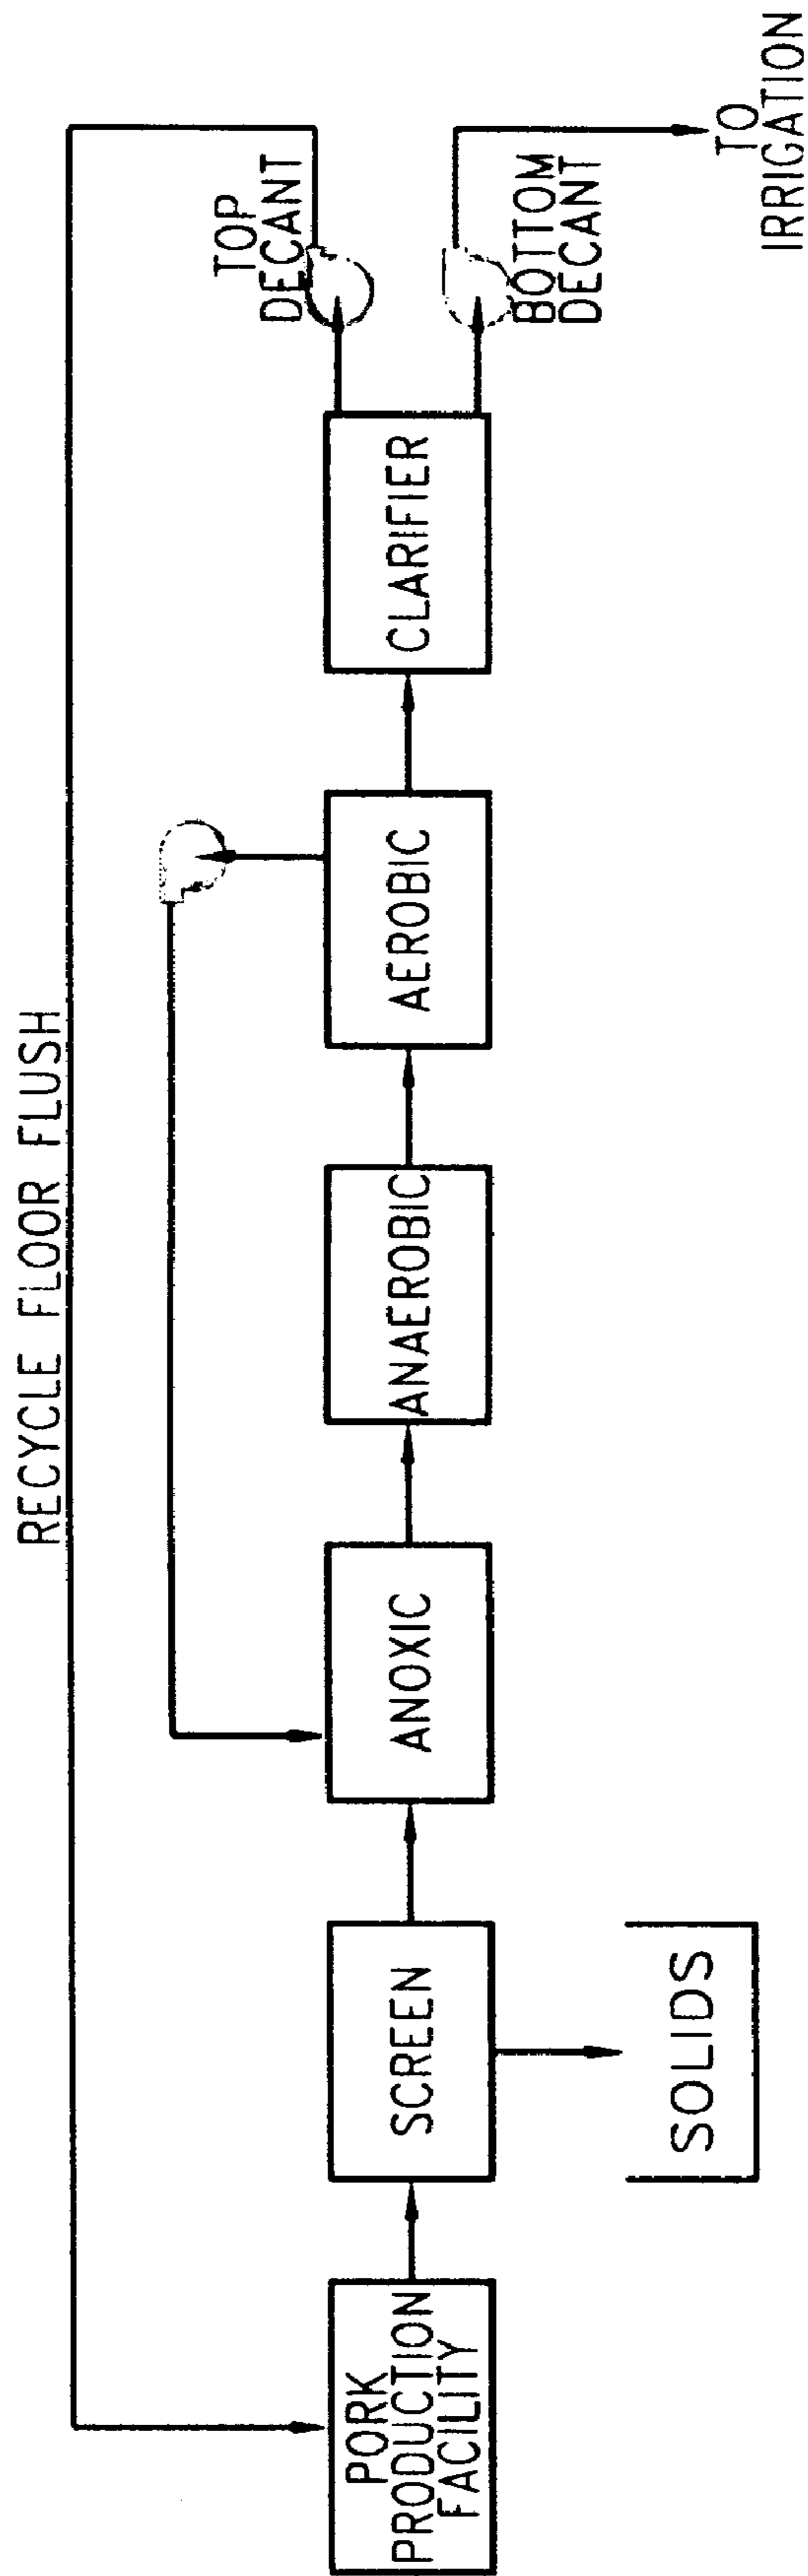 RECYCLE FLOOR FLUSH
PORK
PRODUCTION
FACILITY
SCREEN
SOLIDS
ANOXIC
ANAEROBIC
AEROBIC
CLARIFIER
TOP
DECANT
BOTTOM
DECANT
TO
IRRIGATION